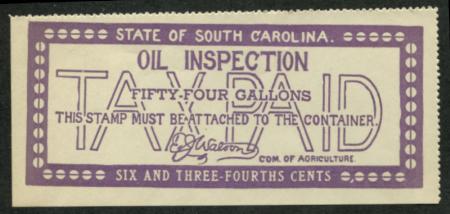 STATE OF SOUTH CAROLINA.
OIL INSPECTION
TAX PAID
FIFTY-FOUR GALLONS
THIS STAMP MUST BE ATTACHED TO THE CONTAINER.
E.J. Watson
COM. OF AGRICULTURE.
SIX AND THREE-FOURTHS CENTS